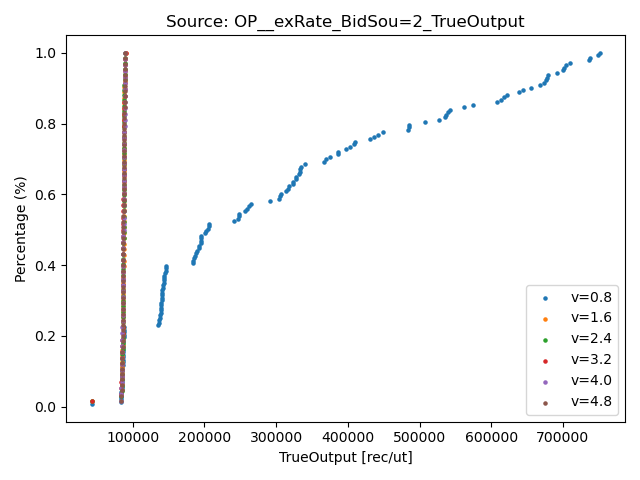 Source: OP__exRate_BidSou=2_TrueOutput
Percentage (%)
1.0
0.8
0.6
0.4
0.2
0.0
v=0.8
v=1.6
v=2.4
v=3.2
v=4.0
v=4.8
100000 200000 300000 400000 500000 600000 700000
TrueOutput [rec/ut]